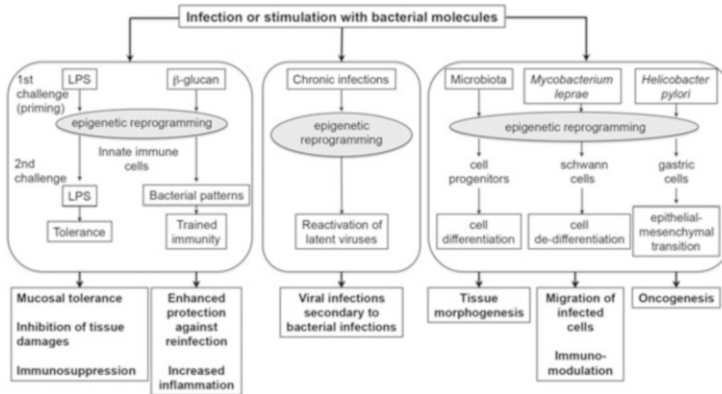 Infection or stimulation with bacterial molecules
1st
challenge
(priming)
LPS
β-glucan
epigenetic reprogramming
Innate immune
cells
2nd
challenge
LPS
Bacterial patterns
Tolerance
Trained
immunity
Chronic infections
epigenetic
reprogramming
Reactivation of
latent viruses
Microbiota
Mycobacterium
leprae
Helicobacter
pylori
epigenetic reprogramming
cell
progenitors
schwann
cells
gastric
cells
cell
differentiation
cell
de-differentiation
epithelial-
mesenchymal
transition
Mucosal tolerance
Inhibition of tissue
damages
Immunosuppression
Enhanced
protection
against
reinfection
Increased
inflammation
Viral infections
secondary to
bacterial infections
Tissue
morphogenesis
Migration of
infected
cells
Immuno-
modulation
Oncogenesis